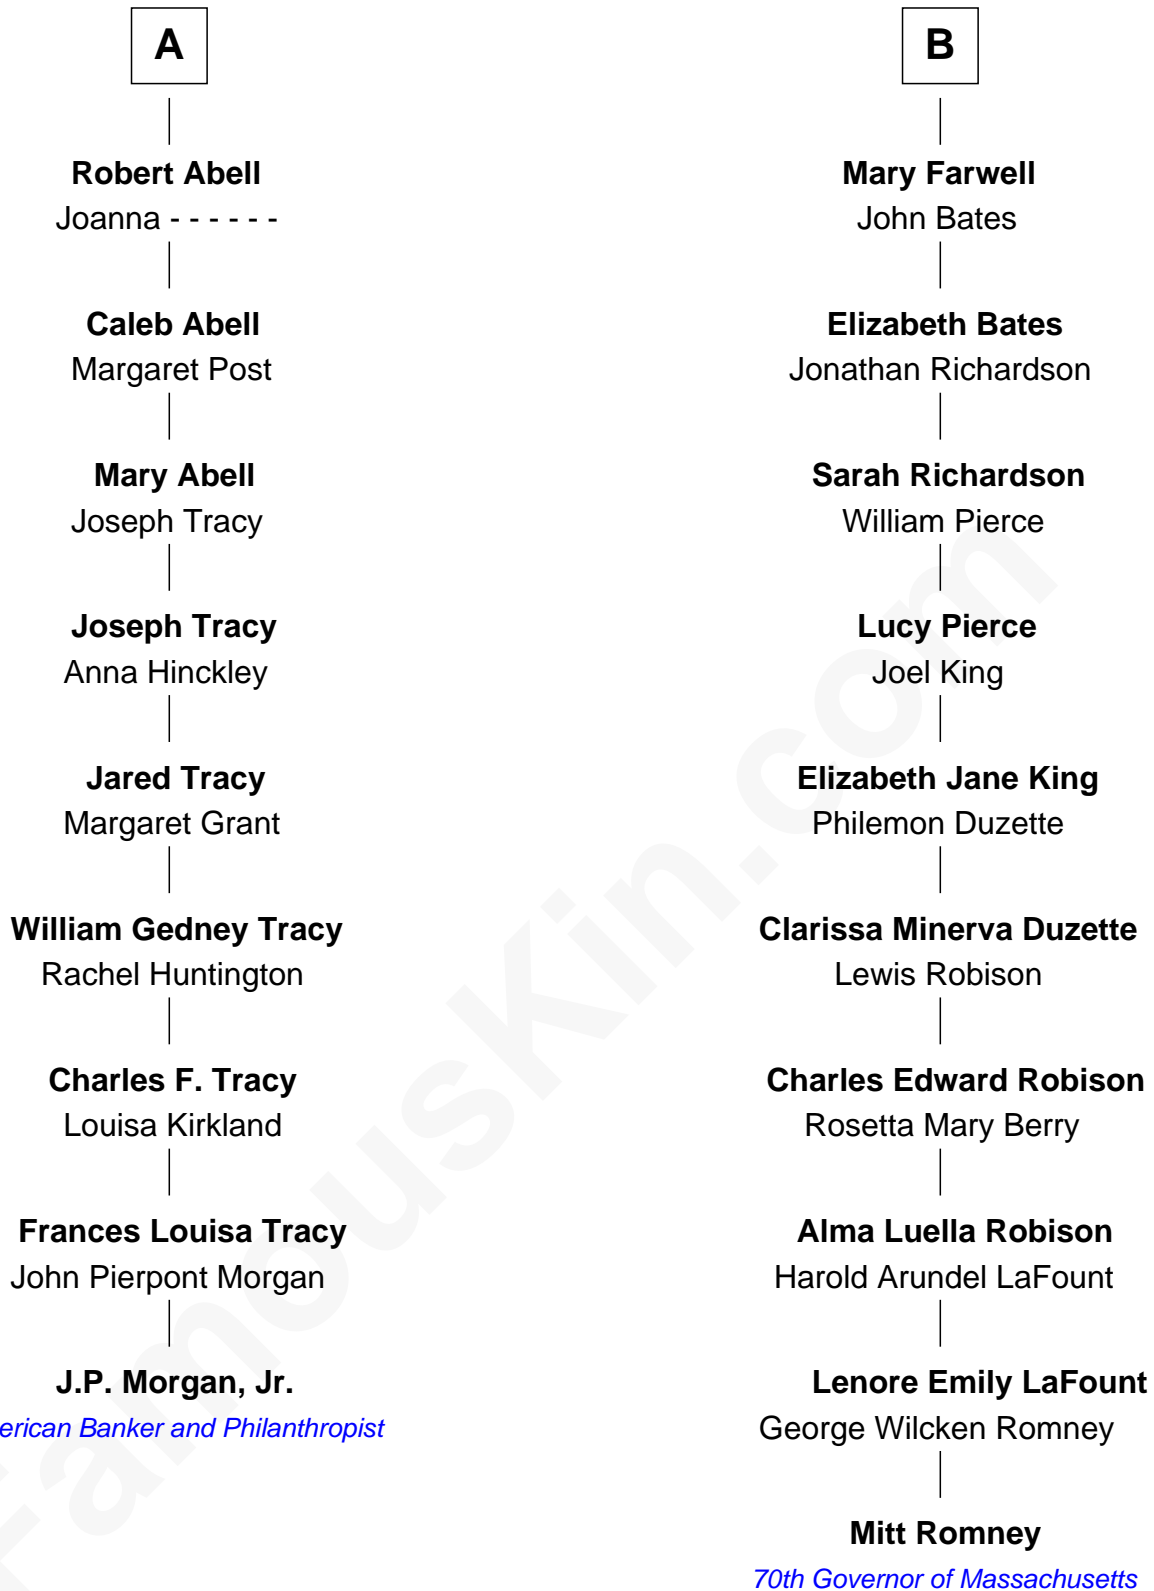 A
Robert Abell
Joanna - - - - - -
Caleb Abell
Margaret Post
Mary Abell
Joseph Tracy
Joseph Tracy
Anna Hinckley
Jared Tracy
Margaret Grant
William Gedney Tracy
Rachel Huntington
Charles F. Tracy
Louisa Kirkland
Frances Louisa Tracy
John Pierpont Morgan
J.P. Morgan, Jr.
erican Banker and Philanthropist
B
Mary Farwell
John Bates
Elizabeth Bates
Jonathan Richardson
Sarah Richardson
William Pierce
Lucy Pierce
Joel King
Elizabeth Jane King
Philemon Duzette
Clarissa Minerva Duzette
Lewis Robison
Charles Edward Robison
Rosetta Mary Berry
Alma Luella Robison
Harold Arundel LaFount
Lenore Emily LaFount
George Wilcken Romney
Mitt Romney
70th Governor of Massachusetts
FamousKin.com